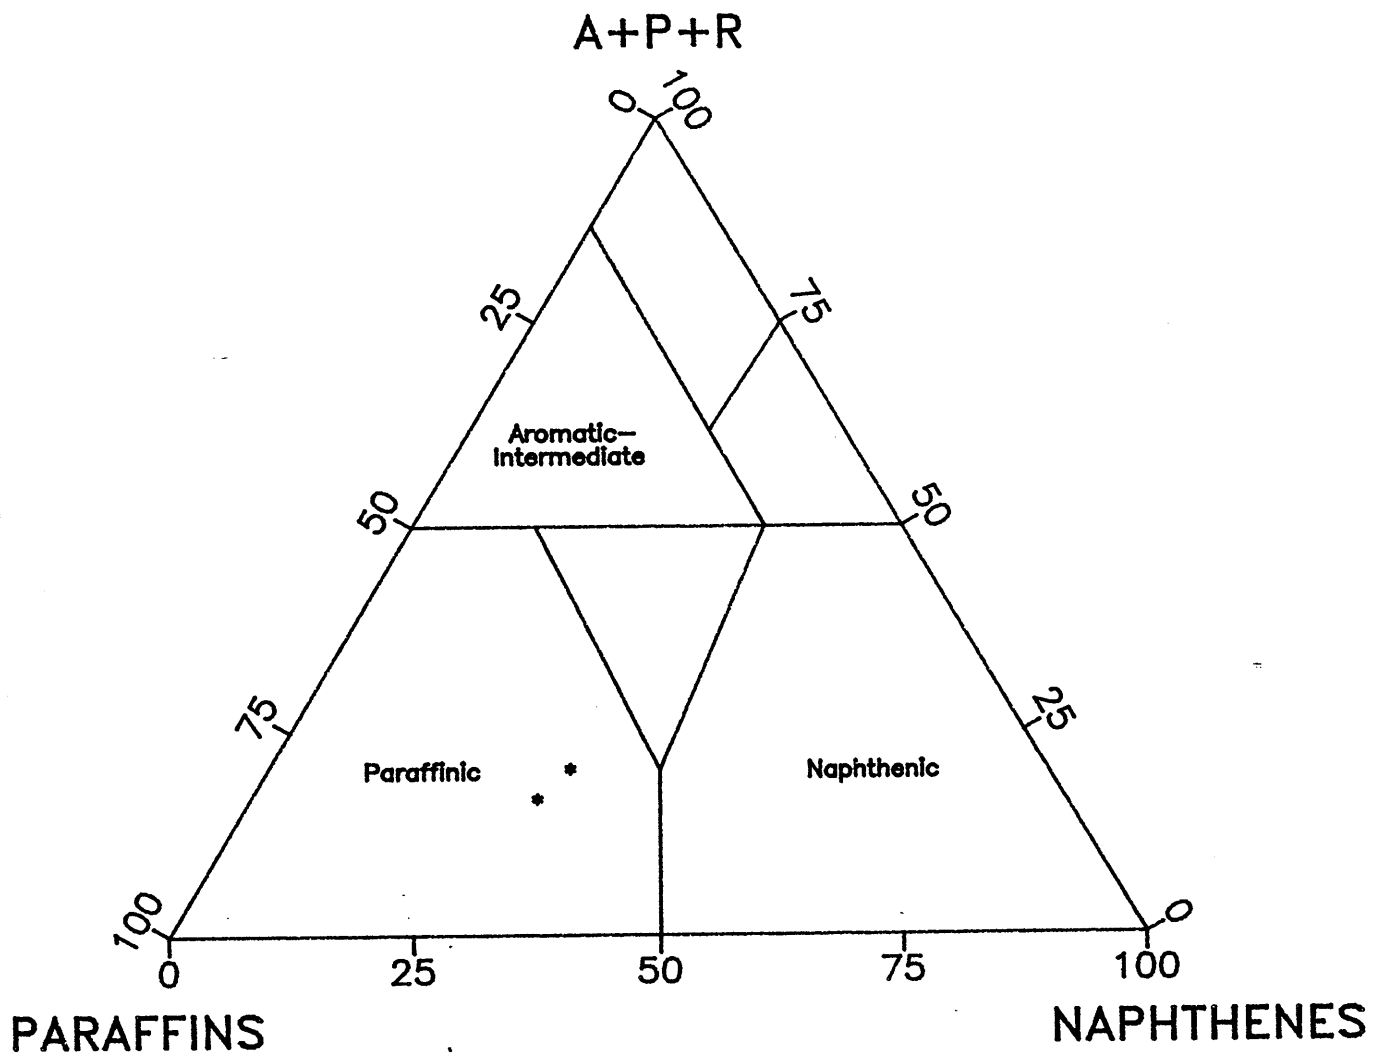 A+P+R
0 100
25 75
Aromatic-
Intermediate
50 50
75 25
Paraffinic * Naphthenic
*
100 0
0 25 50 75 100
PARAFFINS NAPHTHENES